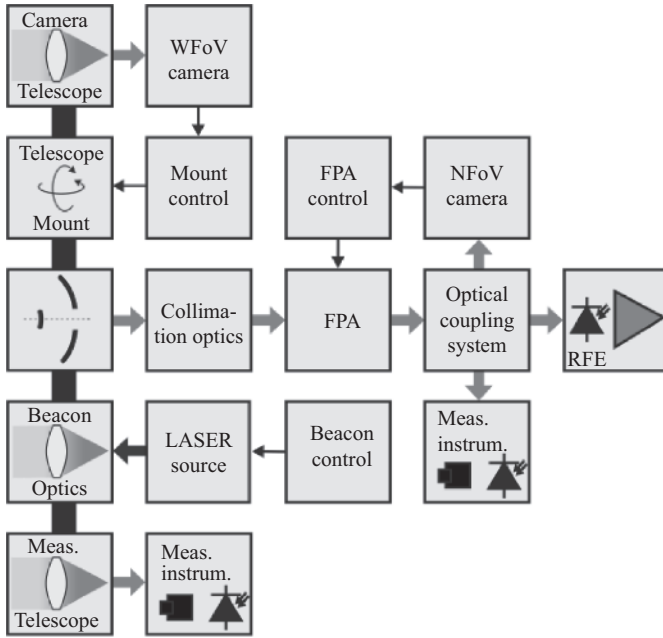 Camera
Telescope
WFoV
camera
Telescope
Mount
Mount
control
FPA
control
NFoV
camera
Collima-
tion optics
FPA
Optical
coupling
system
RFE
Beacon
Optics
LASER
source
Beacon
control
Meas.
instrum.
Meas.
Telescope
Meas.
instrum.